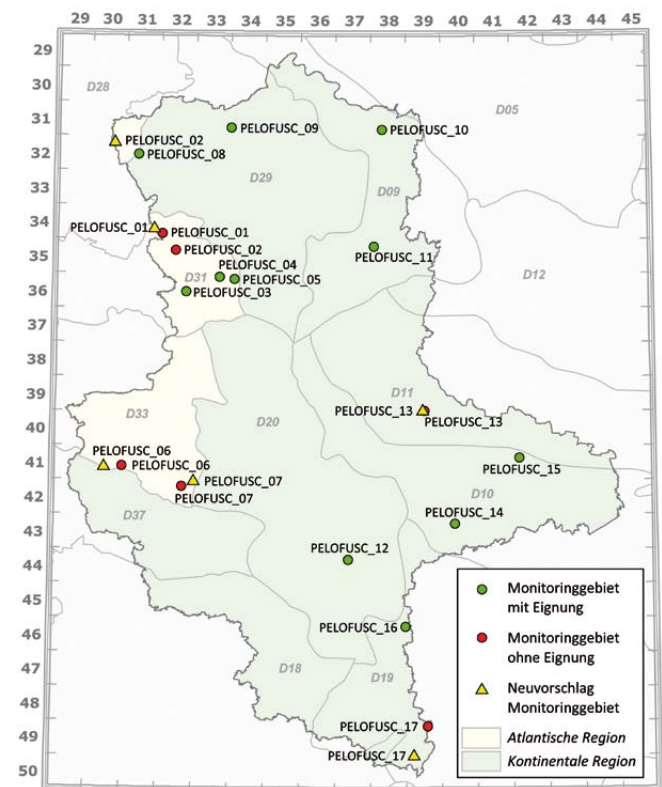 29 30 31 32 33 34 35 36 37 38 39 40 41 42 43 44 45
29
30
31
32
33
34
35
36
37
39
40
41
42
43
44
45
46
47
48
49
50
D28
D05
PELOFUSC_02
PELOFUSC_08
PELOFUSC_09
PELOFUSC_10
D29
D09
PELOFUSC_01
PELOFUSC_01
PELOFUSC_02
PELOFUSC_11
D31
PELOFUSC_04
PELOFUSC_05
PELOFUSC_03
D12
D11
D33
D20
PELOFUSC_13
PELOFUSC_13
PELOFUSC_06
PELOFUSC_06
PELOFUSC_07
PELOFUSC_07
PELOFUSC_15
D10
D37
PELOFUSC_14
PELOFUSC_12
PELOFUSC_16
D18
D19
PELOFUSC_17
PELOFUSC_17
Monitoringgebiet
mit Eignung
Monitoringgebiet
ohne Eignung
Neuvorschlag
Monitoringgebiet
Atlantische Region
Kontinentale Region